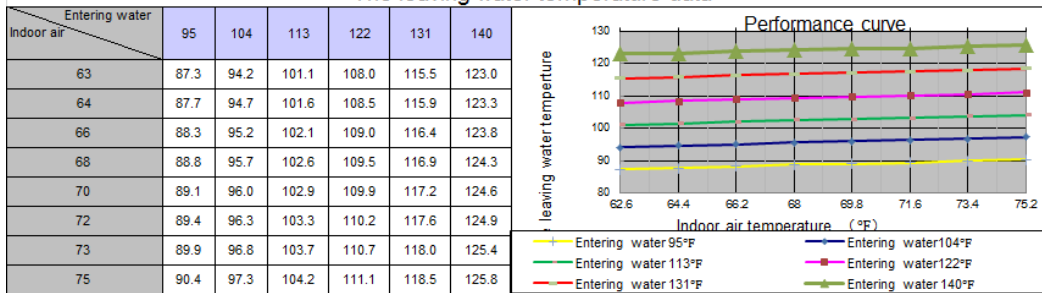 The leaving water temperature data
Entering water
Indoor air
95 104 113 122 131 140
63 87.3 94.2 101.1 108.0 115.5 123.0
64 87.7 94.7 101.6 108.5 115.9 123.3
66 88.3 95.2 102.1 109.0 116.4 123.8
68 88.8 95.7 102.6 109.5 116.9 124.3
70 89.1 96.0 102.9 109.9 117.2 124.6
72 89.4 96.3 103.3 110.2 117.6 124.9
73 89.9 96.8 103.7 110.7 118.0 125.4
75 90.4 97.3 104.2 111.1 118.5 125.8
Performance curve
leaving water temperture
130
120
110
100
90
80
62.6 64.4 66.2 68 69.8 71.6 73.4 75.2
Indoor air temperature (°F)
Entering water 95°F
Entering water104°F
Entering water 113°F
Entering water122°F
Entering water 131°F
Entering water 140°F